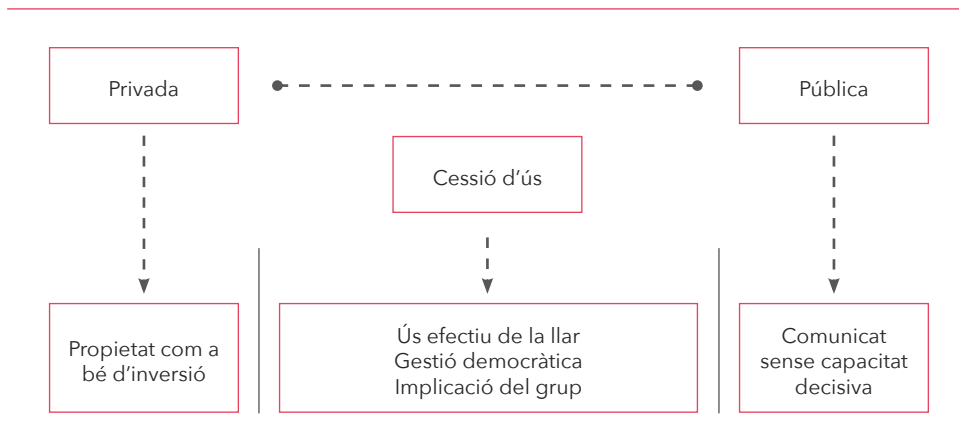 Privada
Pública
Cessió d’ús
Propietat com a
bé d’inversió
Ús efectiu de la llar
Gestió democràtica
Implicació del grup
Comunicat
sense capacitat
decisiva